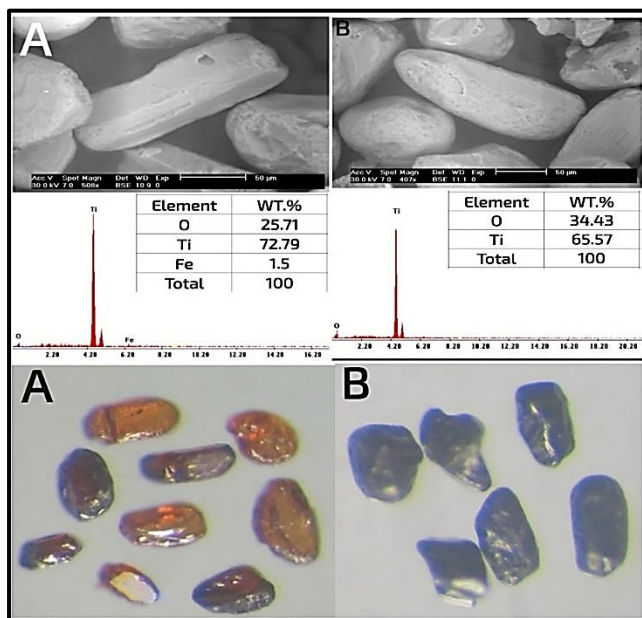 A
Acc.V Spot Magn Det WD Exp
30.0 kV 7.0 508x BSE 10.9 0
50 µm
B
Acc.V Spot Magn Det WD Exp
30.0 kV 7.0 407x BSE 11.1 0
50 µm
Element WT.%
O 25.71
Ti 72.79
Fe 1.5
Total 100
Ti
O
Fe
2.20 4.20 6.20 8.20 10.20 12.20 14.20 16.20
Element WT.%
O 34.43
Ti 65.57
Total 100
Ti
O
2.20 4.20 6.20 8.20 10.20 12.20 14.20 16.20 18.20 20.20
A
B